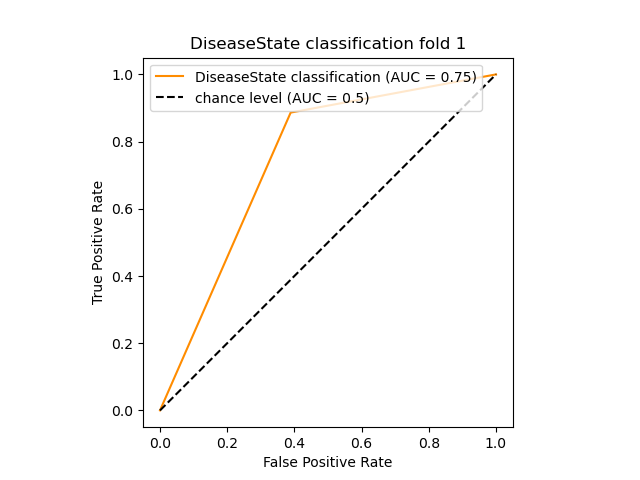 DiseaseState classification fold 1
DiseaseState classification (AUC = 0.75)
chance level (AUC = 0.5)
1.0
0.8
0.6
0.4
0.2
0.0
True Positive Rate
0.0 0.2 0.4 0.6 0.8 1.0
False Positive Rate